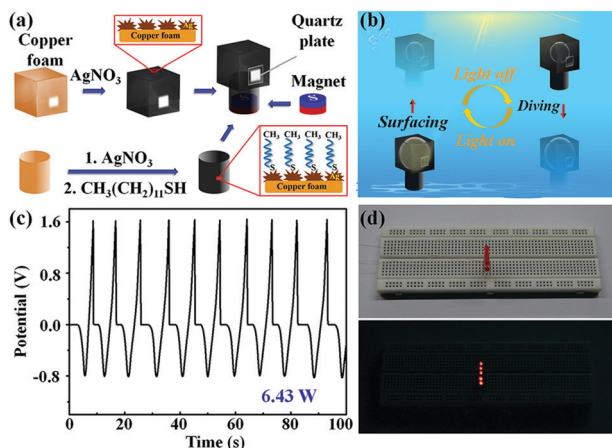 (a)
Copper
foam
AgNO3
Ag
Copper foam
Quartz
plate
Magnet
S
1. AgNO3
2. CH3(CH2)11SH
CH3 CH3 CH3 CH3
S S S S
Ag
Copper foam
(b)
Light off
Surfacing
Diving
Light on
(c)
Potential (V)
1.6
0.8
0.0
-0.8
6.43 W
0 20 40 60 80 100
Time (s)
(d)